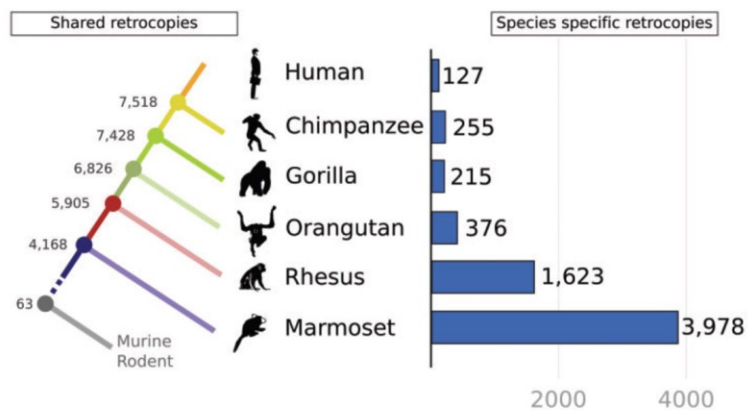 Shared retrocopies
Species specific retrocopies
Human
127
7,518
Chimpanzee
255
7,428
Gorilla
215
6,826
Orangutan
376
5,905
Rhesus
1,623
4,168
Marmoset
3,978
63
Murine
Rodent
2000
4000